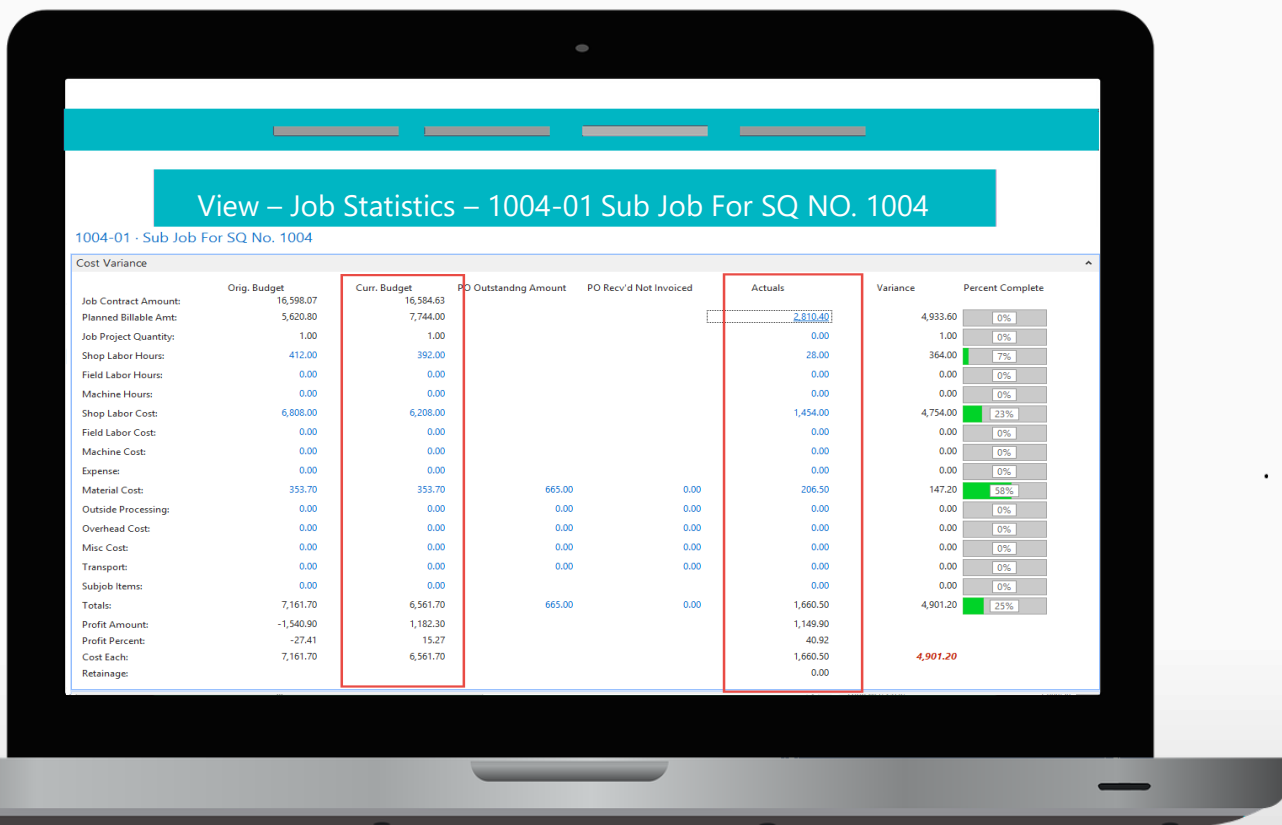 View – Job Statistics – 1004-01 Sub Job For SQ NO. 1004
1004-01 · Sub Job For SQ No. 1004
Cost Variance
Orig. Budget Curr. Budget PO Outstandng Amount PO Recv'd Not Invoiced Actuals Variance Percent Complete
Job Contract Amount: 16,598.07 16,584.63
Planned Billable Amt: 5,620.80 7,744.00 2,810.40 4,933.60 0%
Job Project Quantity: 1.00 1.00 0.00 1.00 0%
Shop Labor Hours: 412.00 392.00 28.00 364.00 7%
Field Labor Hours: 0.00 0.00 0.00 0.00 0%
Machine Hours: 0.00 0.00 0.00 0.00 0%
Shop Labor Cost: 6,808.00 6,208.00 1,454.00 4,754.00 23%
Field Labor Cost: 0.00 0.00 0.00 0.00 0%
Machine Cost: 0.00 0.00 0.00 0.00 0%
Expense: 0.00 0.00 0.00 0.00 0%
Material Cost: 353.70 353.70 665.00 0.00 206.50 147.20 58%
Outside Processing: 0.00 0.00 0.00 0.00 0.00 0.00 0%
Overhead Cost: 0.00 0.00 0.00 0.00 0.00 0.00 0%
Misc Cost: 0.00 0.00 0.00 0.00 0.00 0.00 0%
Transport: 0.00 0.00 0.00 0.00 0.00 0.00 0%
Subjob Items: 0.00 0.00 0.00 0.00 0%
Totals: 7,161.70 6,561.70 665.00 0.00 1,660.50 4,901.20 25%
Profit Amount: -1,540.90 1,182.30 1,149.90
Profit Percent: -27.41 15.27 40.92
Cost Each: 7,161.70 6,561.70 1,660.50 4,901.20
Retainage: 0.00
.